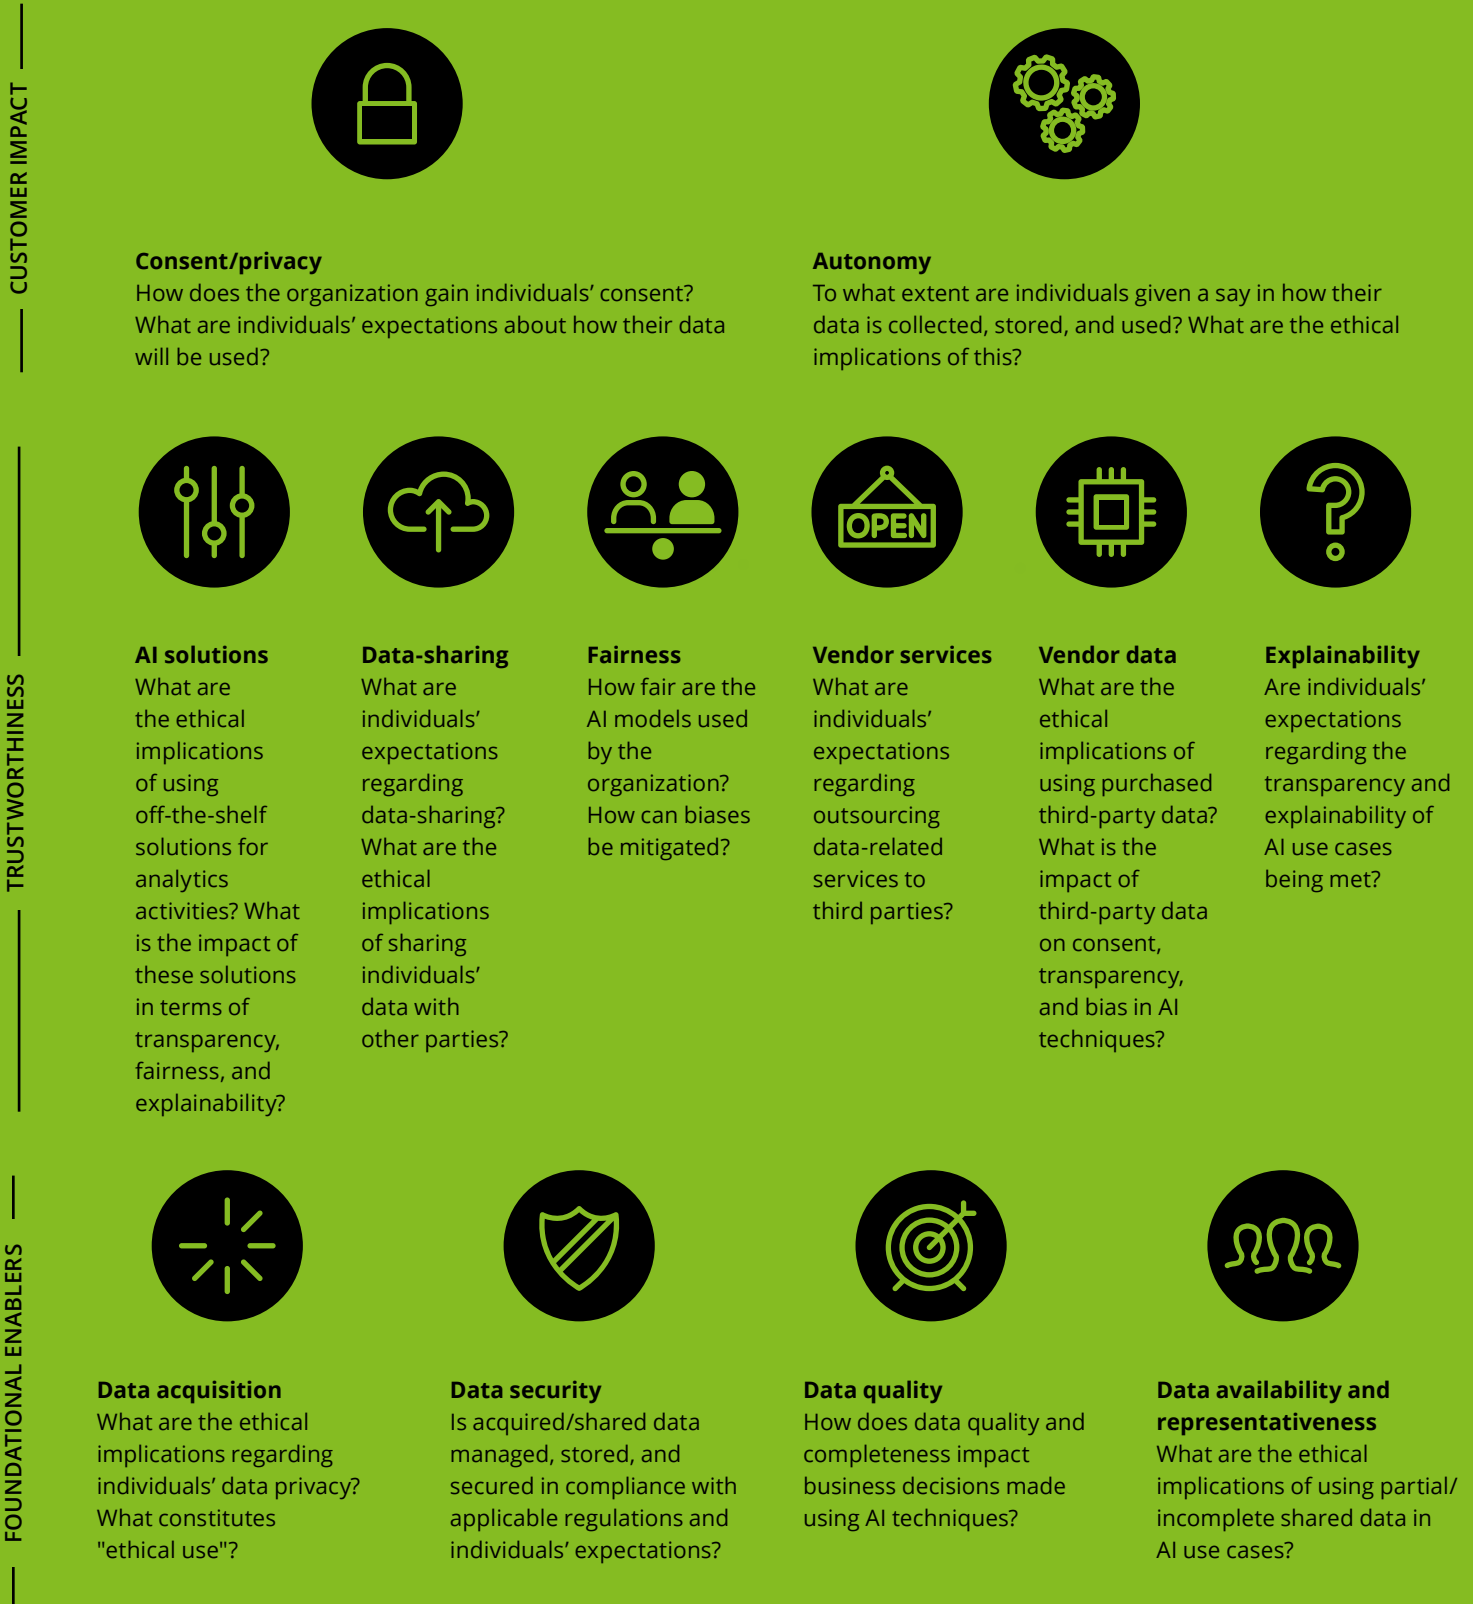 CUSTOMER IMPACT
Consent/privacy
How does the organization gain individuals’ consent?
What are individuals’ expectations about how their data
will be used?
Autonomy
To what extent are individuals given a say in how their
data is collected, stored, and used? What are the ethical
implications of this?
TRUSTWORTHINESS
AI solutions
What are
the ethical
implications
of using
off-the-shelf
solutions for
analytics
activities? What
is the impact of
these solutions
in terms of
transparency,
fairness, and
explainability?
Data-sharing
What are
individuals’
expectations
regarding
data-sharing?
What are the
ethical
implications
of sharing
individuals’
data with
other parties?
Fairness
How fair are the
AI models used
by the
organization?
How can biases
be mitigated?
OPEN
Vendor services
What are
individuals’
expectations
regarding
outsourcing
data-related
services to
third parties?
Vendor data
What are the
ethical
implications of
using purchased
third-party data?
What is the
impact of
third-party data
on consent,
transparency,
and bias in AI
techniques?
Explainability
Are individuals’
expectations
regarding the
transparency and
explainability of
AI use cases
being met?
FOUNDATIONAL ENABLERS
Data acquisition
What are the ethical
implications regarding
individuals’ data privacy?
What constitutes
"ethical use"?
Data security
Is acquired/shared data
managed, stored, and
secured in compliance with
applicable regulations and
individuals’ expectations?
Data quality
How does data quality and
completeness impact
business decisions made
using AI techniques?
Data availability and
representativeness
What are the ethical
implications of using partial/
incomplete shared data in
AI use cases?